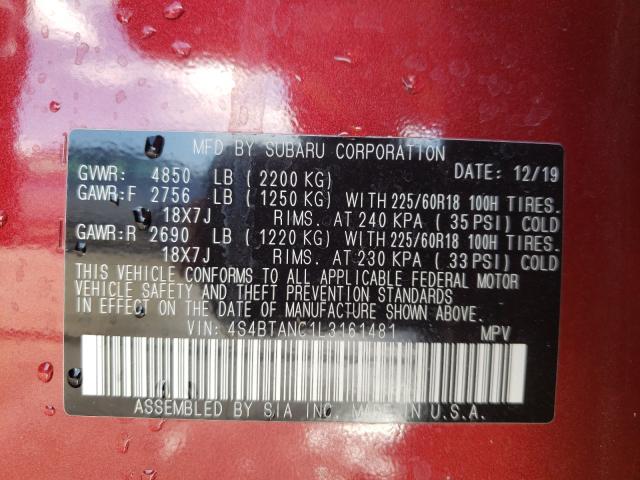 MFD BY SUBARU CORPORATION
GVWR: 4850 LB ( 2200 KG) DATE: 12/19
GAWR:F 2756 LB ( 1250 KG) WITH 225/60R18 100H TIRES.
18X7J RIMS. AT 240 KPA ( 35 PSI) COLD
GAWR:R 2690 LB ( 1220 KG) WITH 225/60R18 100H TIRES.
18X7J RIMS. AT 230 KPA ( 33 PSI) COLD
THIS VEHICLE CONFORMS TO ALL APPLICABLE FEDERAL MOTOR
VEHICLE SAFETY AND THEFT PREVENTION STANDARDS
IN EFFECT ON THE DATE OF MANUFACTURE SHOWN ABOVE.
VIN: 4S4BTANC1L3161481 MPV
ASSEMBLED BY SIA INC. MADE IN U.S.A.